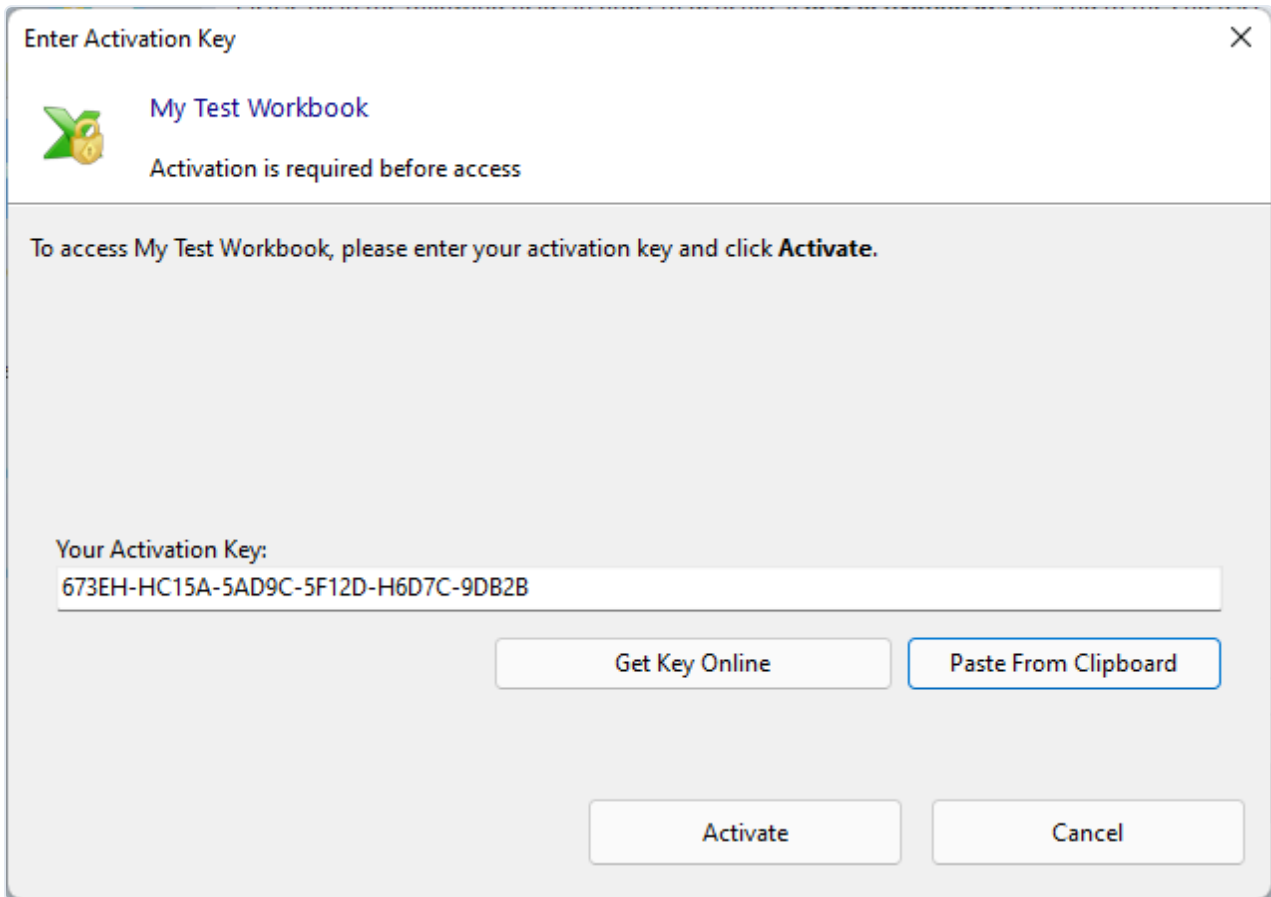 Enter Activation Key
My Test Workbook
Activation is required before access
To access My Test Workbook, please enter your activation key and click Activate.
Your Activation Key:
673EH-HC15A-5AD9C-5F12D-H6D7C-9DB2B
Get Key Online
Paste From Clipboard
Activate
Cancel